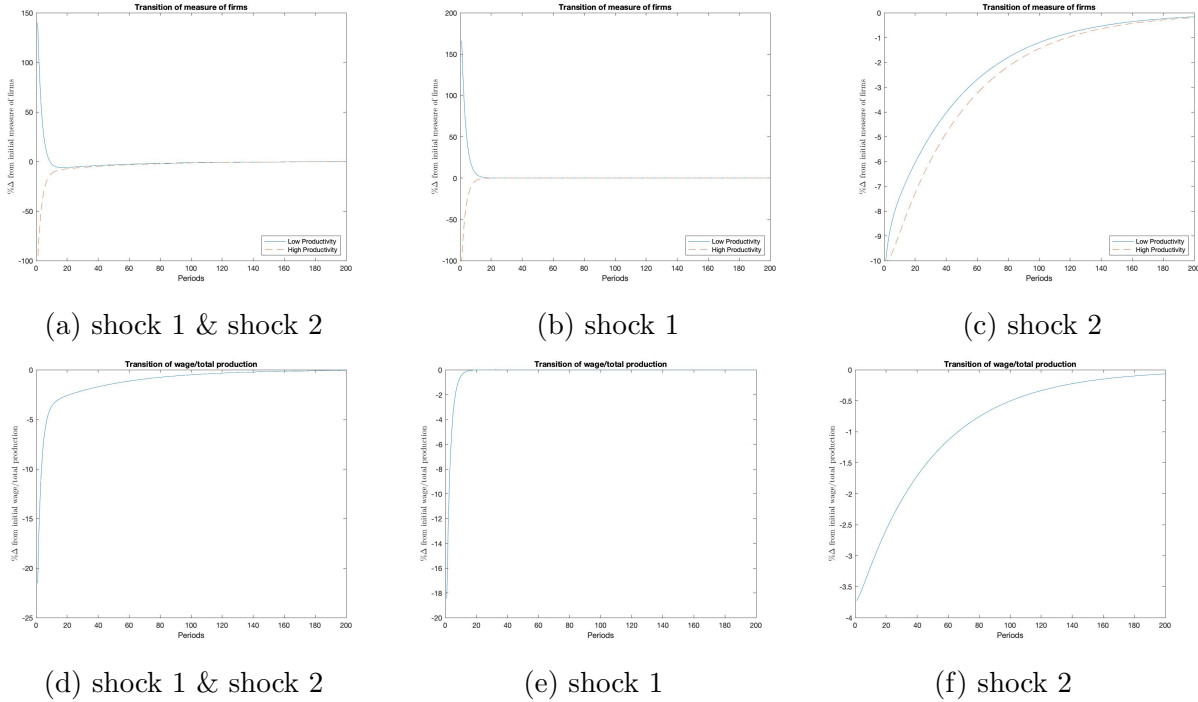 Transition of measure of firms
%Δ from initial measure of firms
150
100
50
0
-50
-100
0 20 40 60 80 100 120 140 160 180 200
Periods
Low Productivity
High Productivity
(a) shock 1 & shock 2
Transition of measure of firms
%Δ from initial measure of firms
200
150
100
50
0
-50
-100
0 20 40 60 80 100 120 140 160 180 200
Periods
Low Productivity
High Productivity
(b) shock 1
Transition of measure of firms
%Δ from initial measure of firms
0
-1
-2
-3
-4
-5
-6
-7
-8
-9
-10
0 20 40 60 80 100 120 140 160 180 200
Periods
Low Productivity
High Productivity
(c) shock 2
Transition of wage/total production
%Δ from initial wage/total production
0
-5
-10
-15
-20
-25
0 20 40 60 80 100 120 140 160 180 200
Periods
(d) shock 1 & shock 2
Transition of wage/total production
%Δ from initial wage/total production
0
-2
-4
-6
-8
-10
-12
-14
-16
-18
-20
0 20 40 60 80 100 120 140 160 180 200
Periods
(e) shock 1
Transition of wage/total production
%Δ from initial wage/total production
0
-0.5
-1
-1.5
-2
-2.5
-3
-3.5
-4
0 20 40 60 80 100 120 140 160 180 200
Periods
(f) shock 2